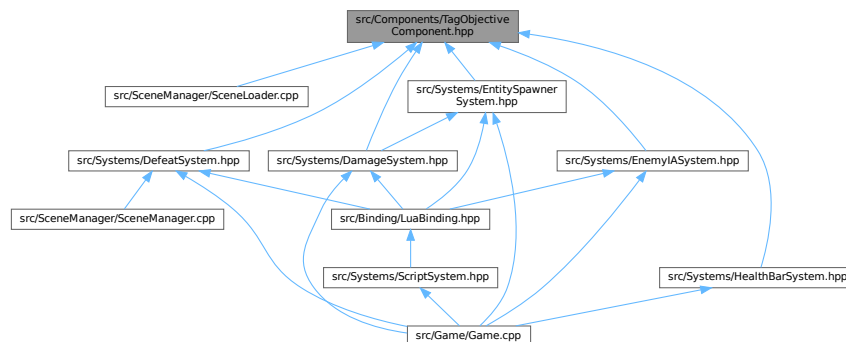 src/Components/TagObjective
Component.hpp
src/SceneManager/SceneLoader.cpp
src/Systems/EntitySpawner
System.hpp
src/Systems/DefeatSystem.hpp
src/Systems/DamageSystem.hpp
src/Systems/EnemyIASystem.hpp
src/SceneManager/SceneManager.cpp
src/Binding/LuaBinding.hpp
src/Systems/ScriptSystem.hpp
src/Systems/HealthBarSystem.hpp
src/Game/Game.cpp